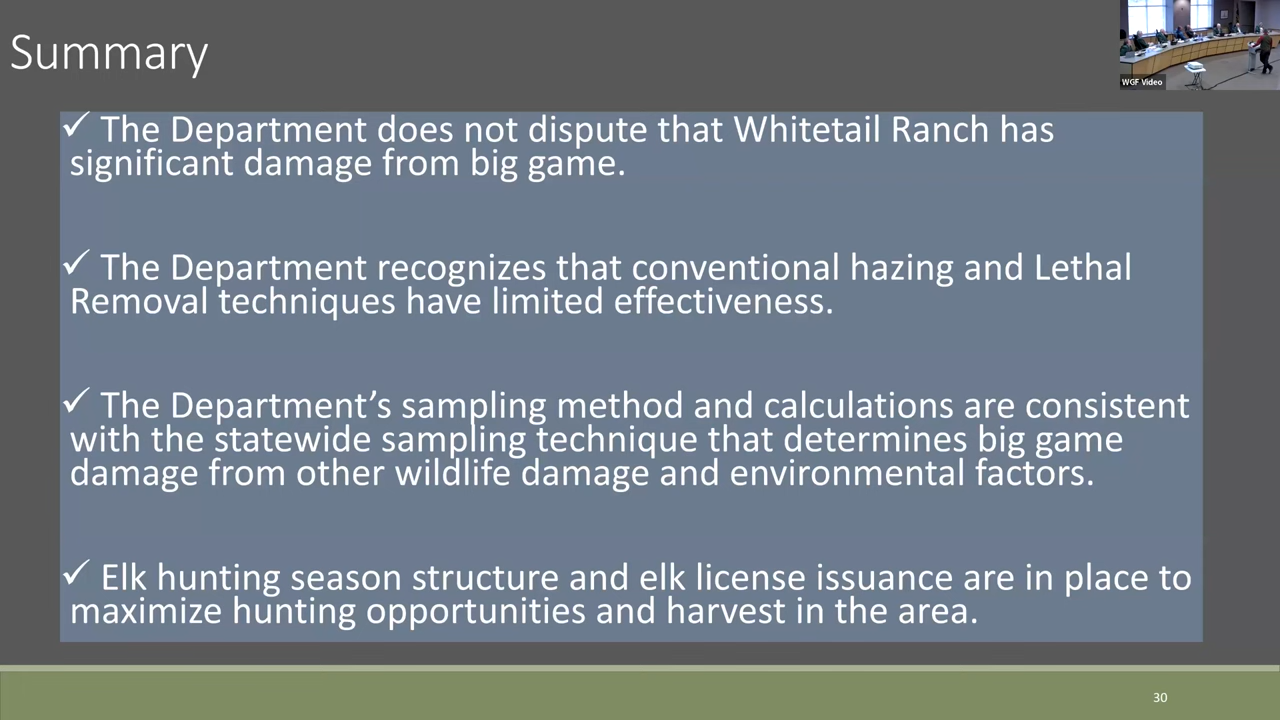 Summary
WGF Video
✓ The Department does not dispute that Whitetail Ranch has
significant damage from big game.
✓ The Department recognizes that conventional hazing and Lethal
Removal techniques have limited effectiveness.
✓ The Department’s sampling method and calculations are consistent
with the statewide sampling technique that determines big game
damage from other wildlife damage and environmental factors.
✓ Elk hunting season structure and elk license issuance are in place to
maximize hunting opportunities and harvest in the area.
30